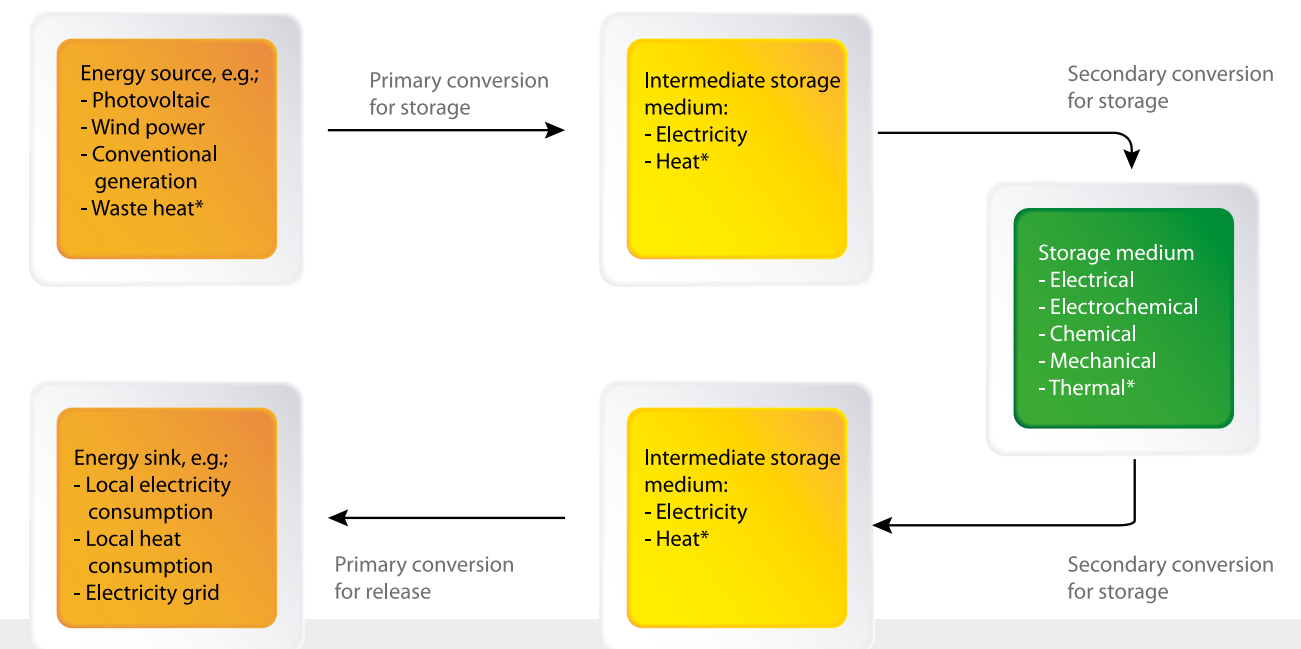 Energy source, e.g.;
- Photovoltaic
- Wind power
- Conventional
generation
- Waste heat*
Primary conversion
for storage
Intermediate storage
medium:
- Electricity
- Heat*
Secondary conversion
for storage
Storage medium
- Electrical
- Electrochemical
- Chemical
- Mechanical
- Thermal*
Secondary conversion
for storage
Intermediate storage
medium:
- Electricity
- Heat*
Primary conversion
for release
Energy sink, e.g.;
- Local electricity
consumption
- Local heat
consumption
- Electricity grid